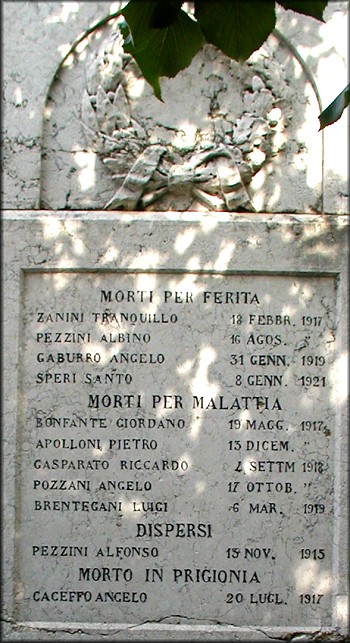 MORTI PER FERITA
ZANINI TRANQUILLO 18 FEBBR. 1917
PEZZINI ALBINO 16 AGOS. "
GABURRO ANGELO 31 GENN. 1919
SPERI SANTO 8 GENN. 1921
MORTI PER MALATTIA
BONFANTE GIORDANO 19 MAGG. 1917
APOLLONI PIETRO 13 DICEM. "
GASPARATO RICCARDO 4 SETTM 1918
POZZANI ANGELO 17 OTTOB. "
BRENTEGANI LUIGI 6 MAR. 1919
DISPERSI
PEZZINI ALFONSO 15 NOV. 1915
MORTO IN PRIGIONIA
CACEFFO ANGELO 20 LUGL. 1917